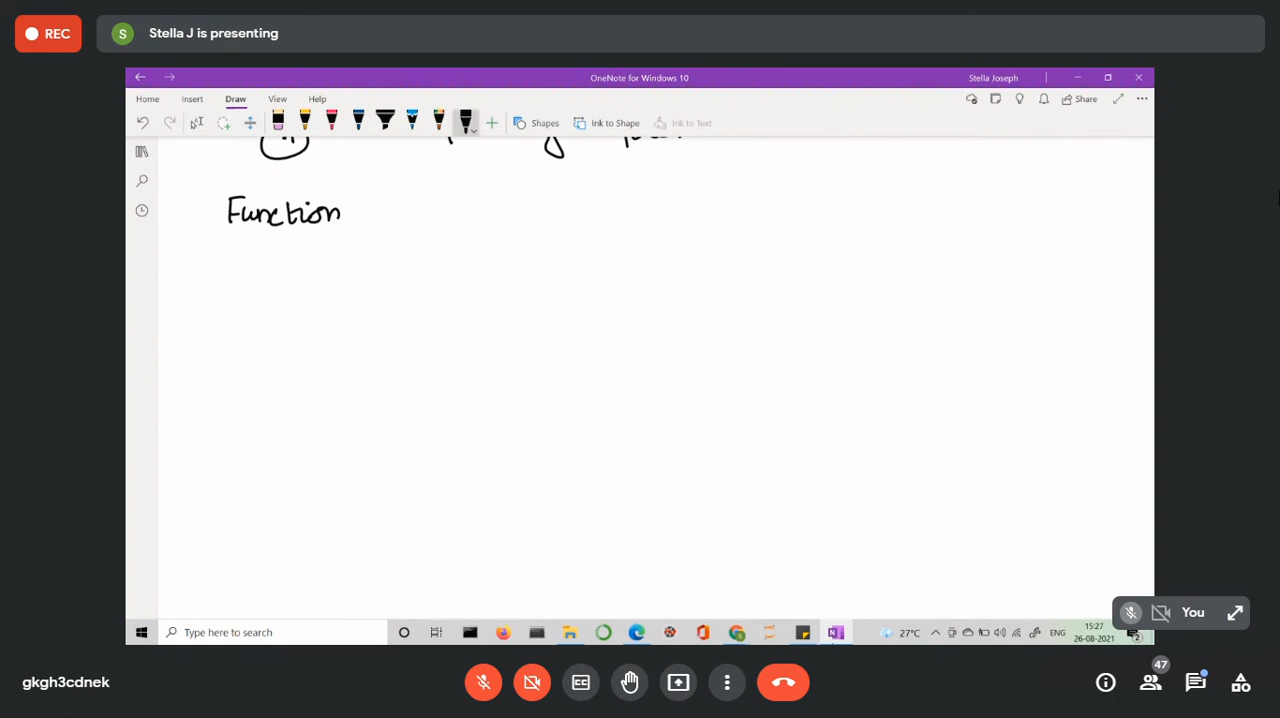 REC
S Stella J is presenting
OneNote for Windows 10
Stella Joseph
Home Insert Draw View Help
Share
Shapes Ink to Shape Ink to Text
Function
You
Type here to search
27°C
ENG
15:27
26-08-2021
2
gkgh3cdnek
CC
47